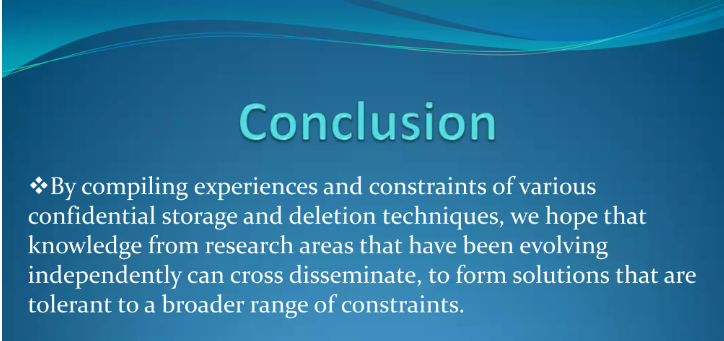 Conclusion
❖By compiling experiences and constraints of various
confidential storage and deletion techniques, we hope that
knowledge from research areas that have been evolving
independently can cross disseminate, to form solutions that are
tolerant to a broader range of constraints.